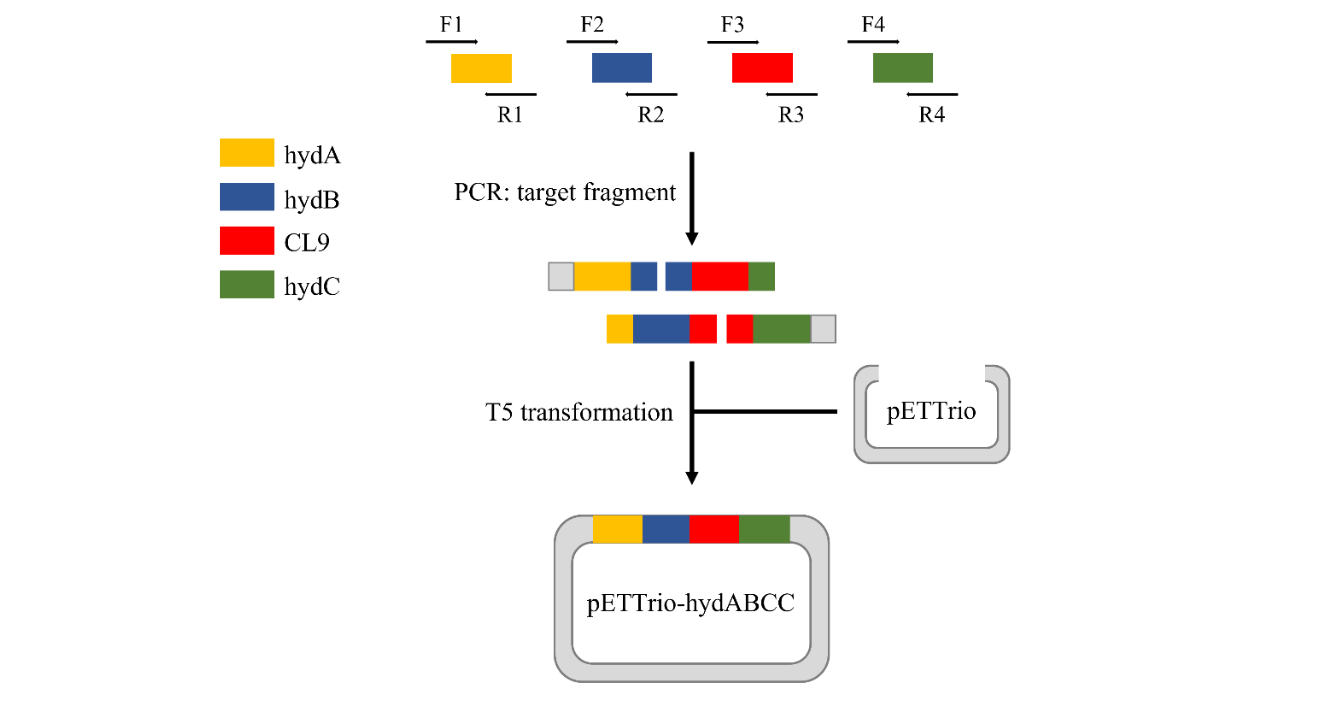 F1
F2
F3
F4
R1
R2
R3
R4
hydA
hydB
CL9
hydC
PCR: target fragment
T5 transformation
pETTrio
pETTrio-hydABCC